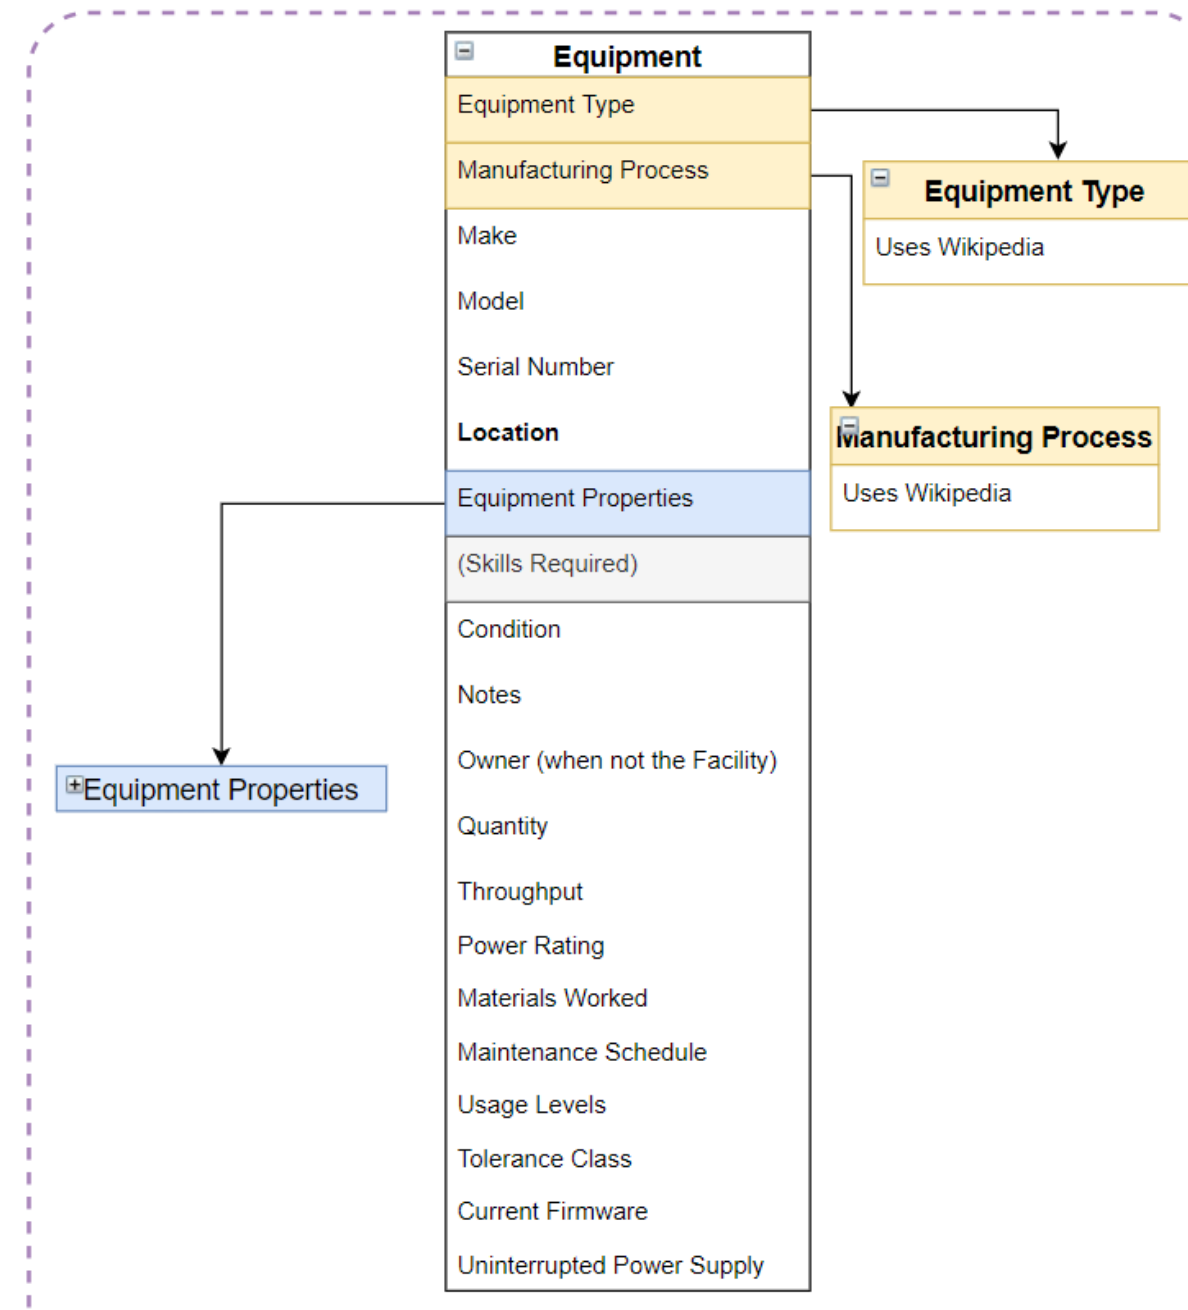 Equipment
Equipment Type
Manufacturing Process
Make
Model
Serial Number
Location
Equipment Properties
(Skills Required)
Condition
Notes
Owner (when not the Facility)
Quantity
Throughput
Power Rating
Materials Worked
Maintenance Schedule
Usage Levels
Tolerance Class
Current Firmware
Uninterrupted Power Supply
Equipment Type
Uses Wikipedia
Manufacturing Process
Uses Wikipedia
Equipment Properties